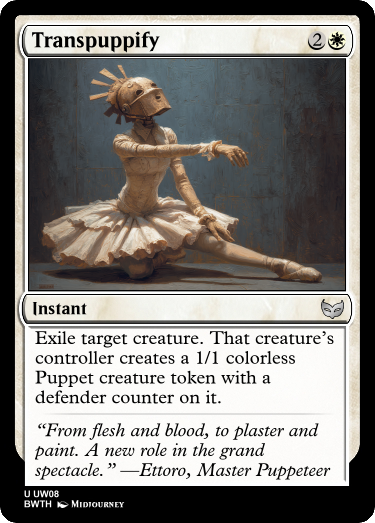 Transpuppify 2
Instant
Exile target creature. That creature's
controller creates a 1/1 colorless
Puppet creature token with a
defender counter on it.
“From flesh and blood, to plaster and
paint. A new role in the grand
spectacle.” —Ettoro, Master Puppeteer
U UW08
BWTH Midjourney